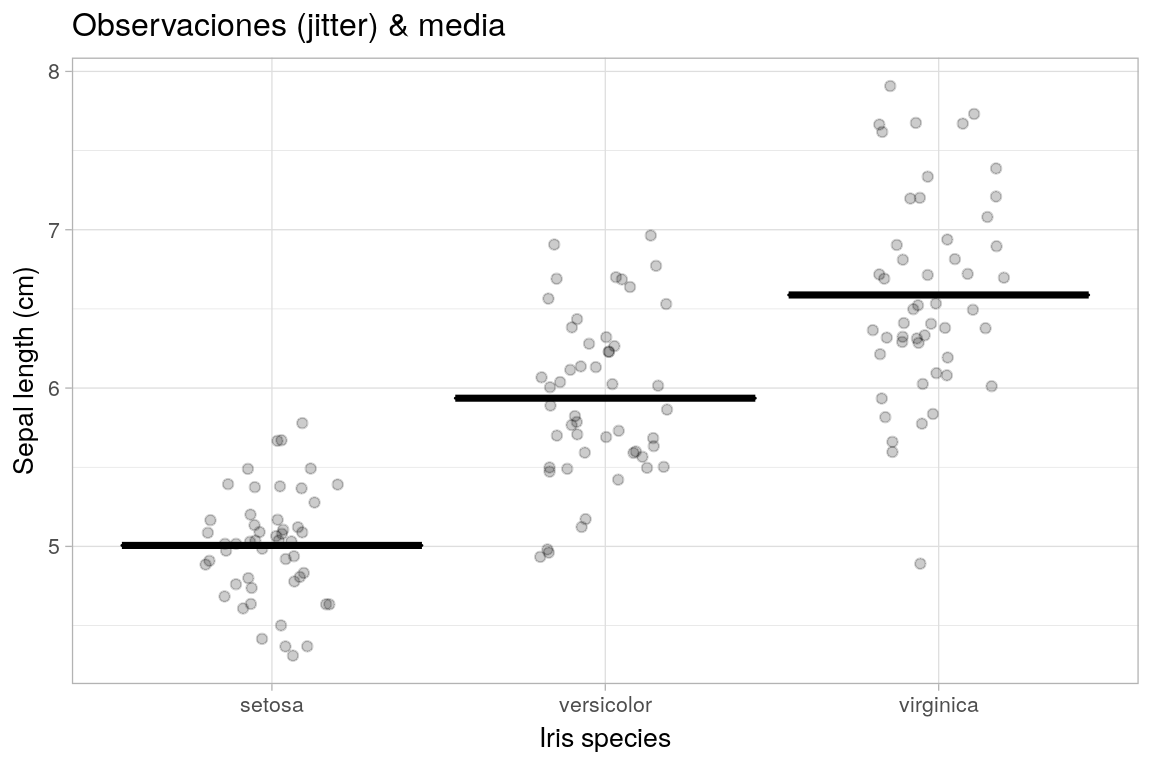 Observaciones (jitter) & media
Sepal length (cm)
8
7
6
5
setosa versicolor virginica
Iris species